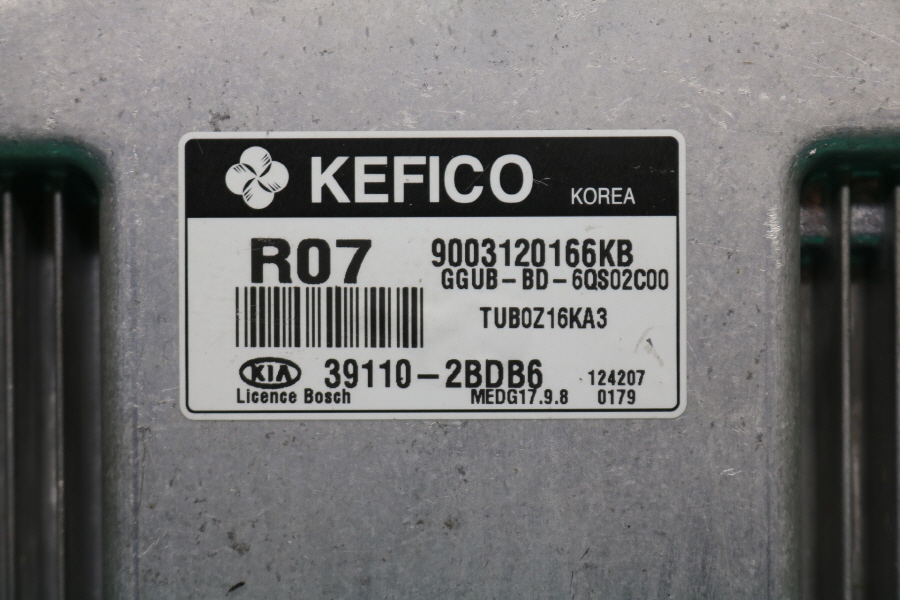 KEFICO KOREA
R07 9003120166KB
GGUB-BD-6QS02C00
TUB0Z16KA3
KIA 39110-2BDB6 124207
Licence Bosch MEDG17.9.8 0179